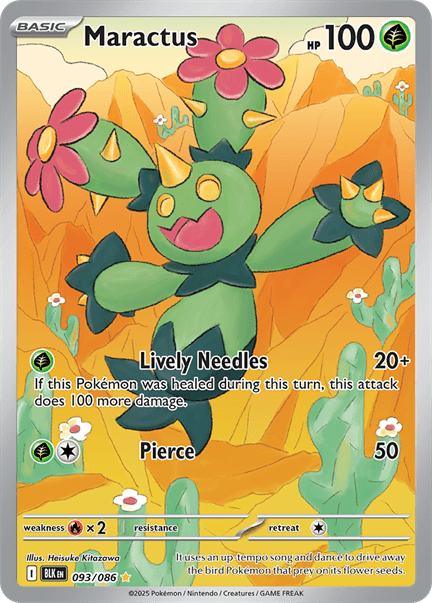 BASIC
Maractus
HP 100
Lively Needles 20+
If this Pokémon was healed during this turn, this attack
does 100 more damage.
Pierce 50
weakness ×2 resistance retreat
Illus. Heisuke Kitazawa
It uses an up-tempo song and dance to drive away
the bird Pokémon that prey on its flower seeds.
I BLK EN 093/086
©2025 Pokémon / Nintendo / Creatures / GAME FREAK